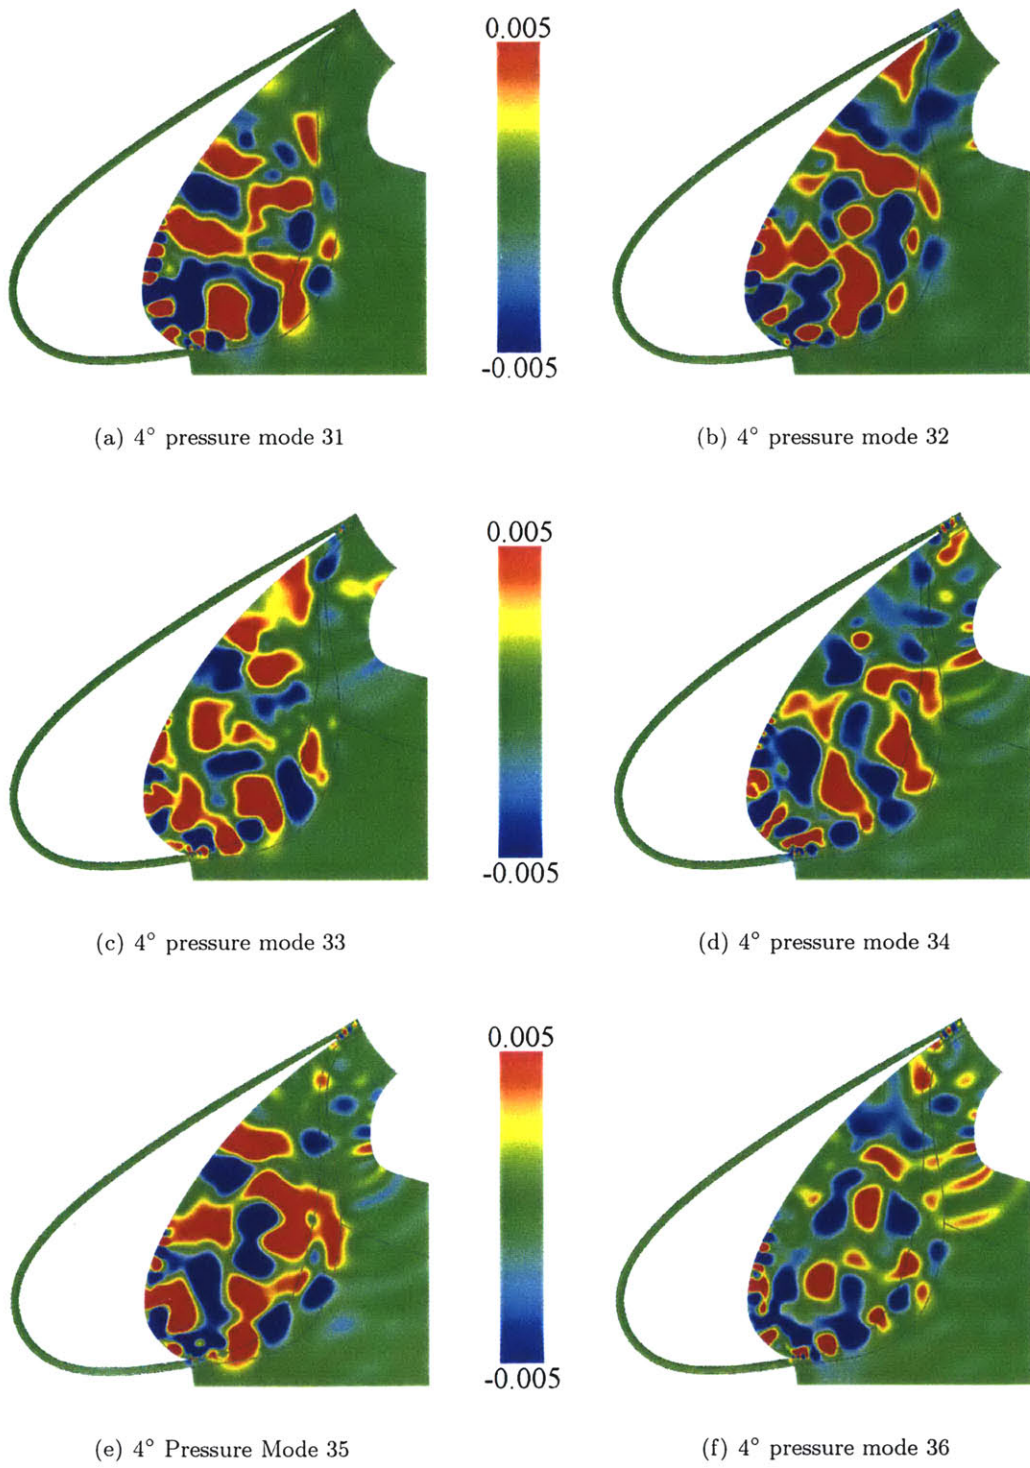 0.005
-0.005
(a) 4° pressure mode 31
(b) 4° pressure mode 32
0.005
-0.005
(c) 4° pressure mode 33
(d) 4° pressure mode 34
0.005
-0.005
(e) 4° Pressure Mode 35
(f) 4° pressure mode 36